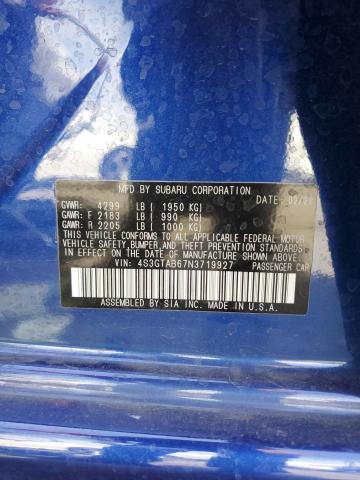 MFD BY SUBARU CORPORATION
GVWR: 4299 LB ( 1950 KG) DATE: 02/22
GAWR: F 2183 LB ( 990 KG)
GAWR: R 2205 LB ( 1000 KG)
THIS VEHICLE CONFORMS TO ALL APPLICABLE FEDERAL MOTOR
VEHICLE SAFETY, BUMPER, AND THEFT PREVENTION STANDARDS
IN EFFECT ON THE DATE OF MANUFACTURE SHOWN ABOVE.
VIN: 4S3GTAB67N3719927 PASSENGER CAR
ASSEMBLED BY SIA IN U.S.A.